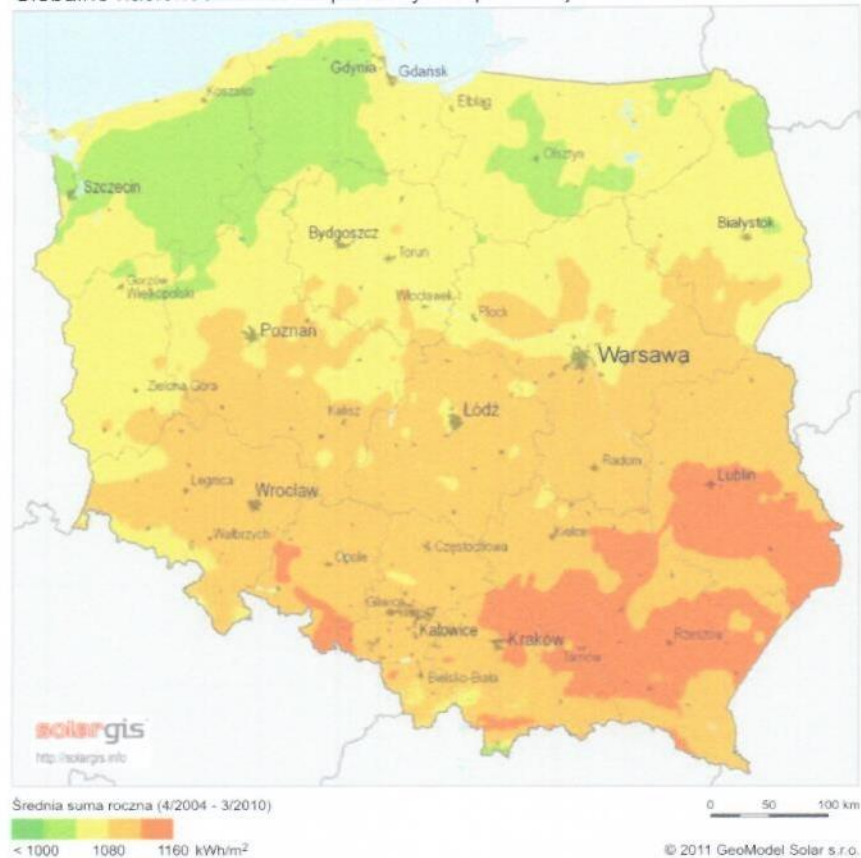 Gdynia
Gdańsk
Koszalin
Elbląg
Olsztyn
Szczecin
Białystok
Bydgoszcz
Toruń
Gorzów
Wielkopolski
Włocławek
Płock
Poznań
Warsawa
Zielona Góra
Kalisz
Łódź
Radom
Lublin
Legnica
Wrocław
Wałbrzych
Kielce
Opole
Częstochowa
Gliwice
Katowice
Kraków
Tarnów
Rzeszów
Bielsko-Biała
solargis
http://solargis.info
Średnia suma roczna (4/2004 - 3/2010)
0 50 100 km
< 1000 1080 1160 kWh/m²
© 2011 GeoModel Solar s.r.o.